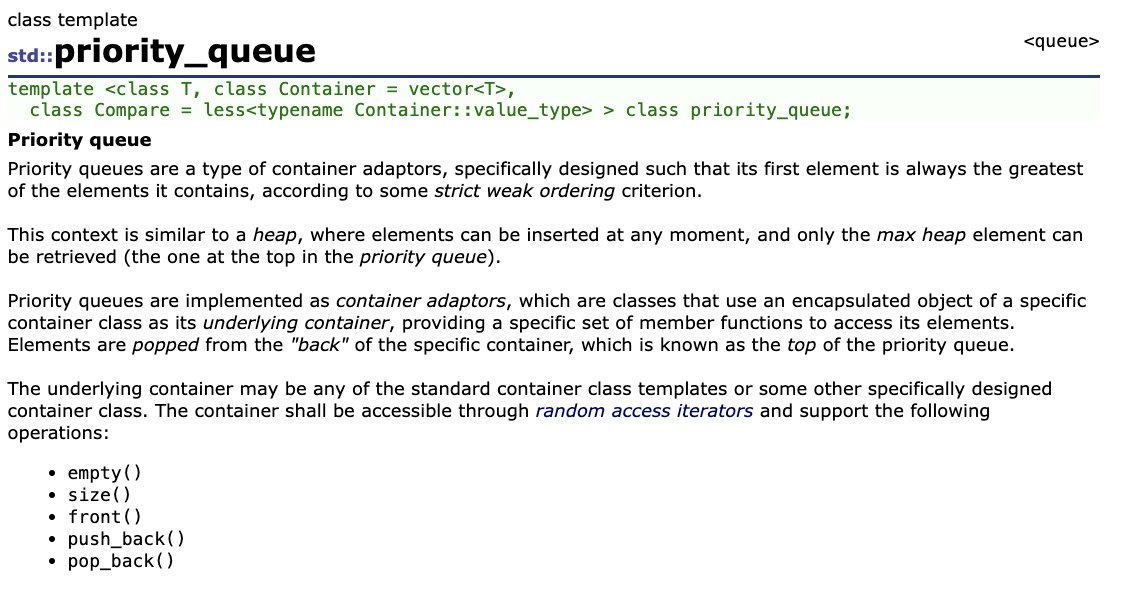 class template
<queue>
std::priority_queue
template <class T, class Container = vector<T>,
  class Compare = less<typename Container::value_type> > class priority_queue;
Priority queue
Priority queues are a type of container adaptors, specifically designed such that its first element is always the greatest
of the elements it contains, according to some strict weak ordering criterion.
This context is similar to a heap, where elements can be inserted at any moment, and only the max heap element can
be retrieved (the one at the top in the priority queue).
Priority queues are implemented as container adaptors, which are classes that use an encapsulated object of a specific
container class as its underlying container, providing a specific set of member functions to access its elements.
Elements are popped from the "back" of the specific container, which is known as the top of the priority queue.
The underlying container may be any of the standard container class templates or some other specifically designed
container class. The container shall be accessible through random access iterators and support the following
operations:
• empty()
• size()
• front()
• push_back()
• pop_back()